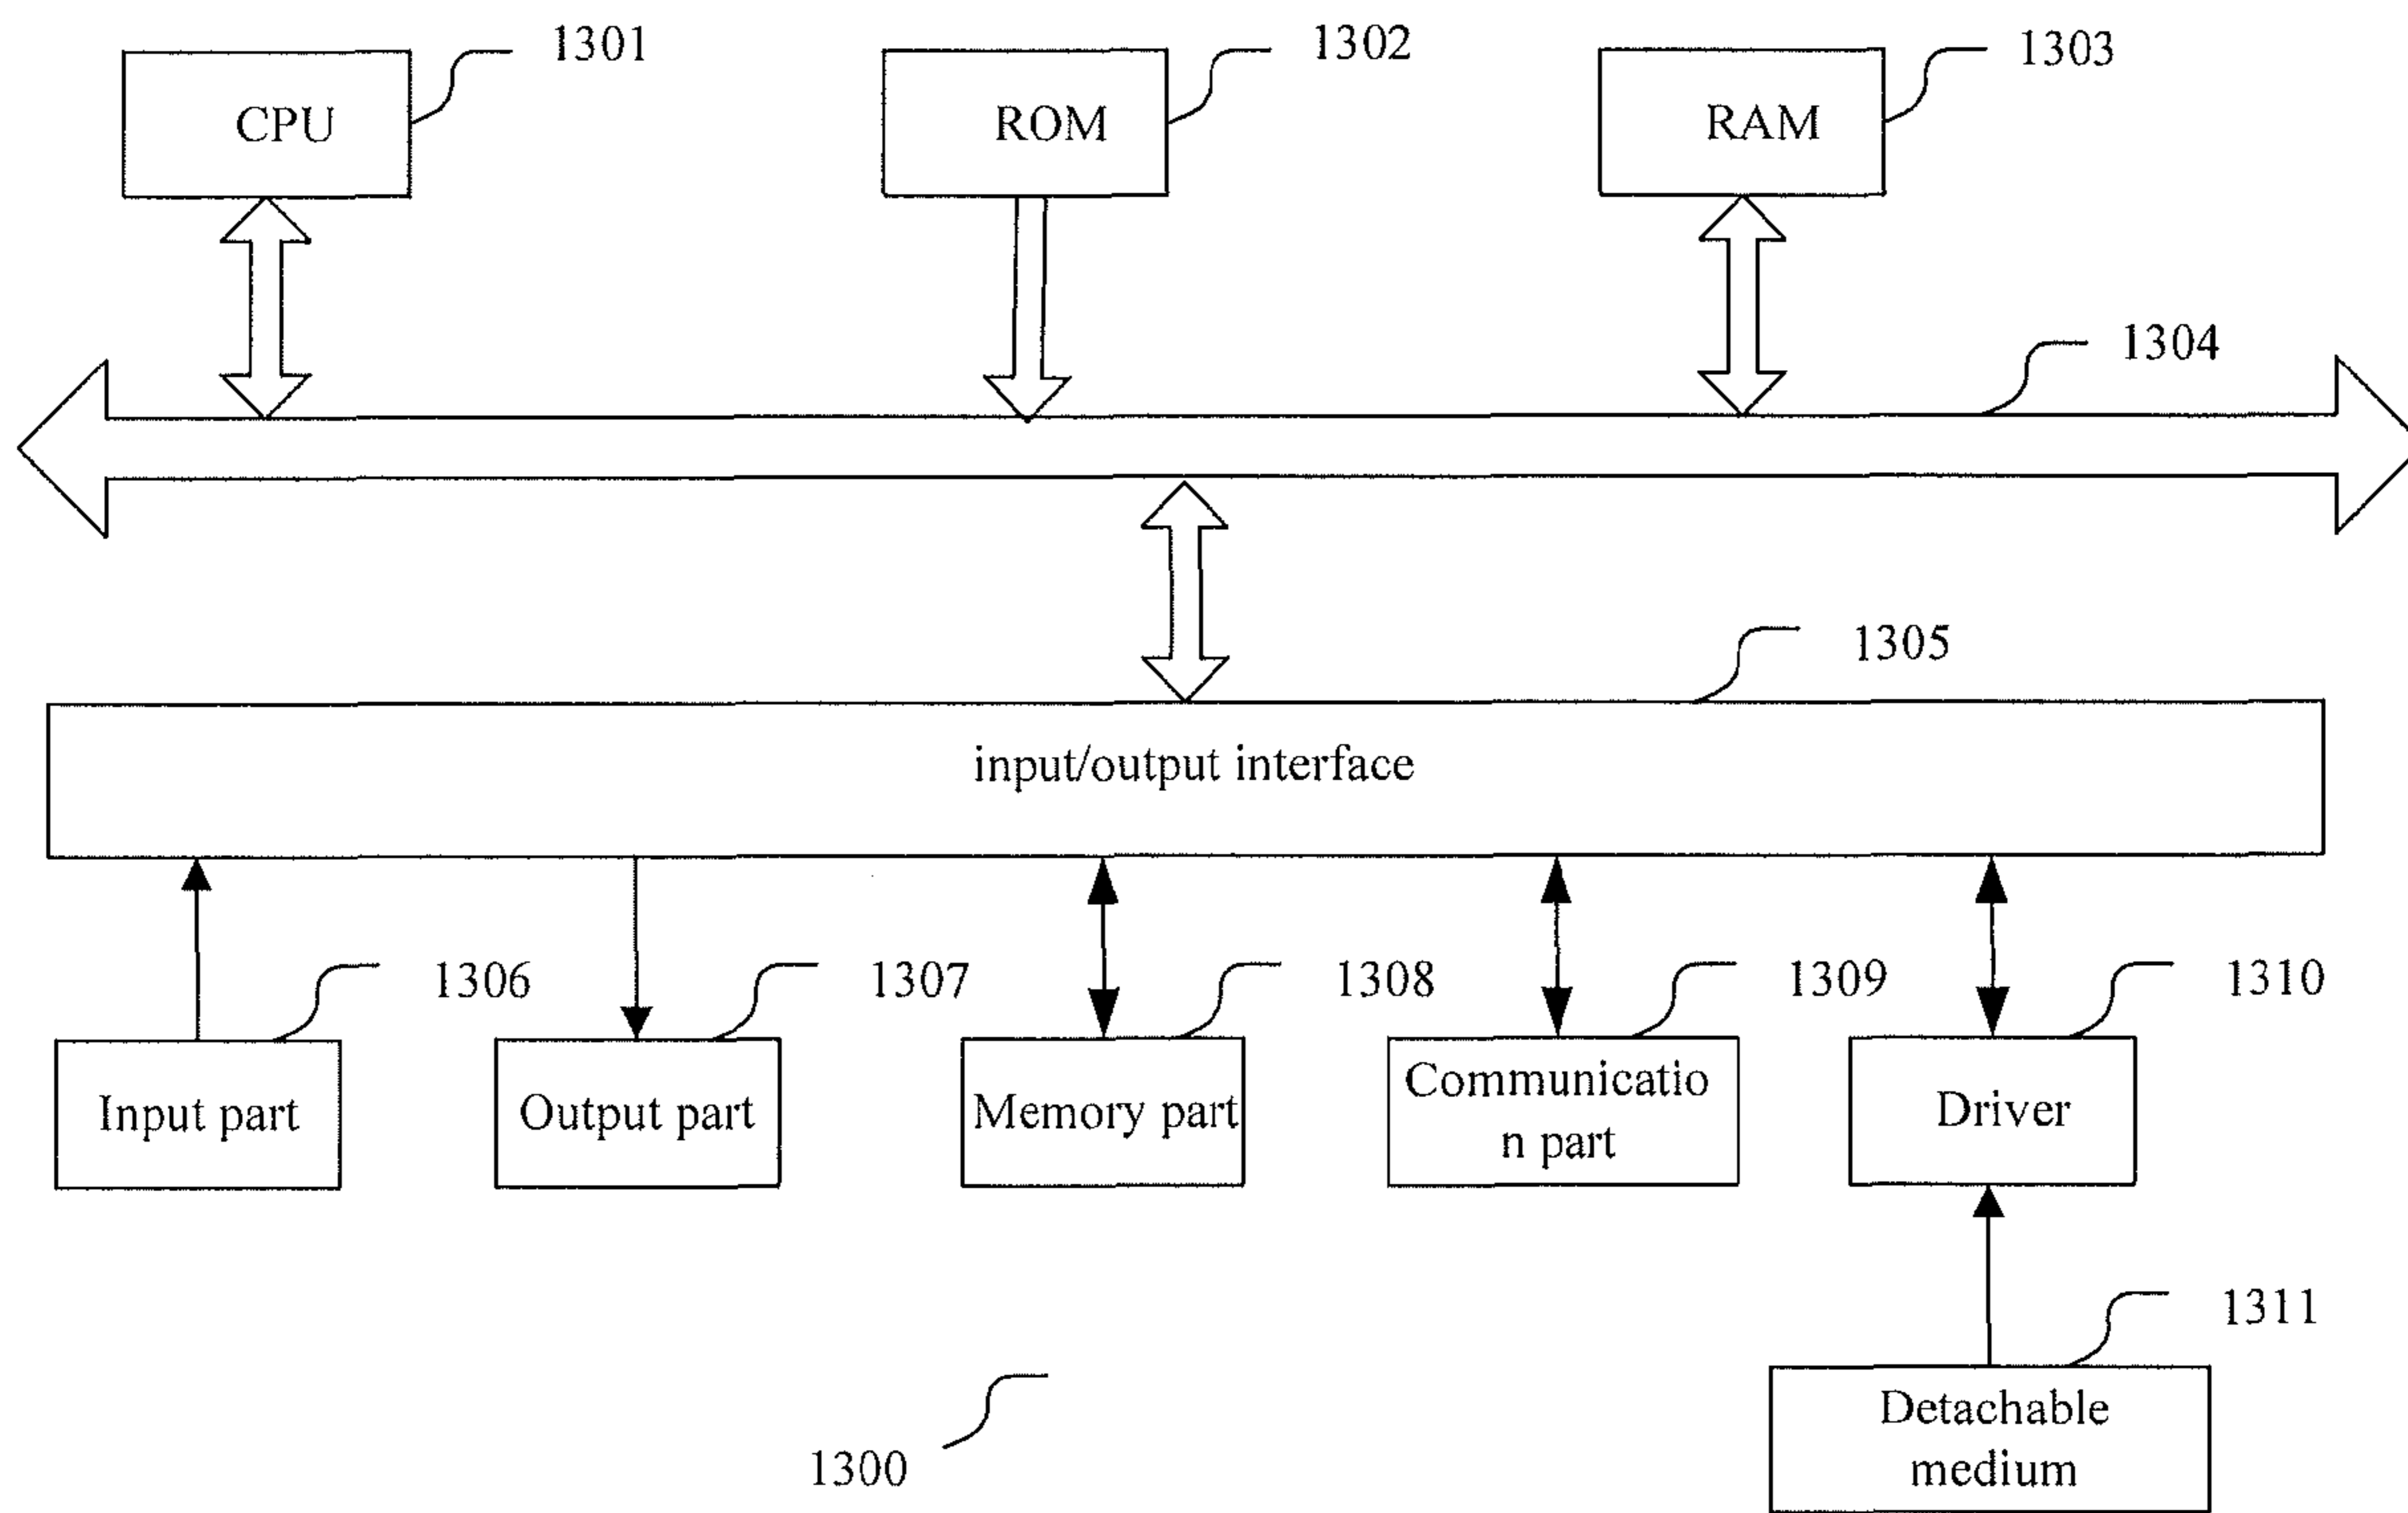 1301
1302
1303
CPU
ROM
RAM
1304
1305
input/output interface
1306
1307
1308
1309
1310
Input part
Output part
Memory part
Communicatio
n part
Driver
1311
Detachable
medium
1300